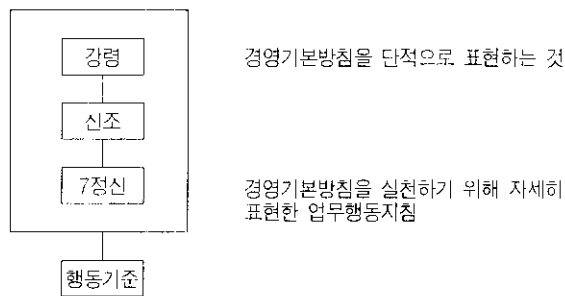 강령
경영기본방침을 단적으로 표현하는 것
신조
7정신
경영기본방침을 실천하기 위해 자세히
표현한 업무행동지침
행동기준